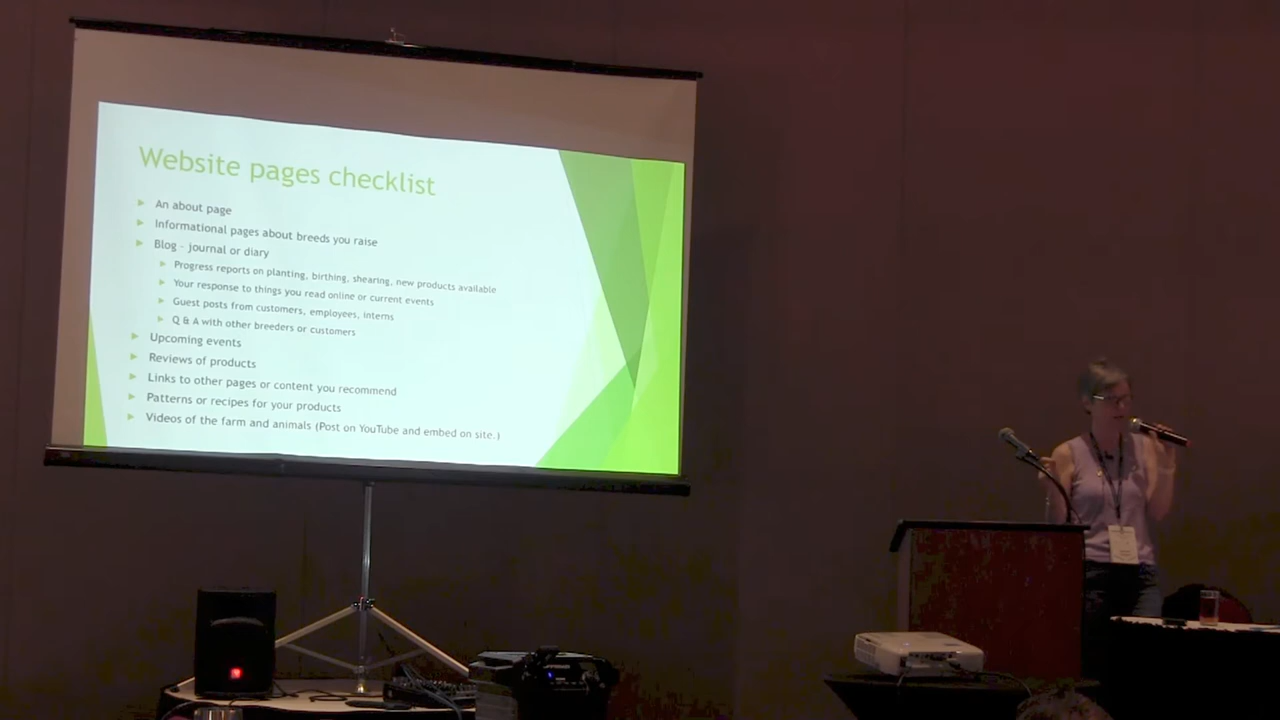 Website pages checklist
An about page
Informational pages about breeds you raise
Blog – journal or diary
Progress reports on planting, birthing, shearing, new products available
Your response to things you read online or current events
Guest posts from customers, employees, interns
Q & A with other breeders or customers
Upcoming events
Reviews of products
Links to other pages or content you recommend
Patterns or recipes for your products
Videos of the farm and animals (Post on YouTube and embed on site.)